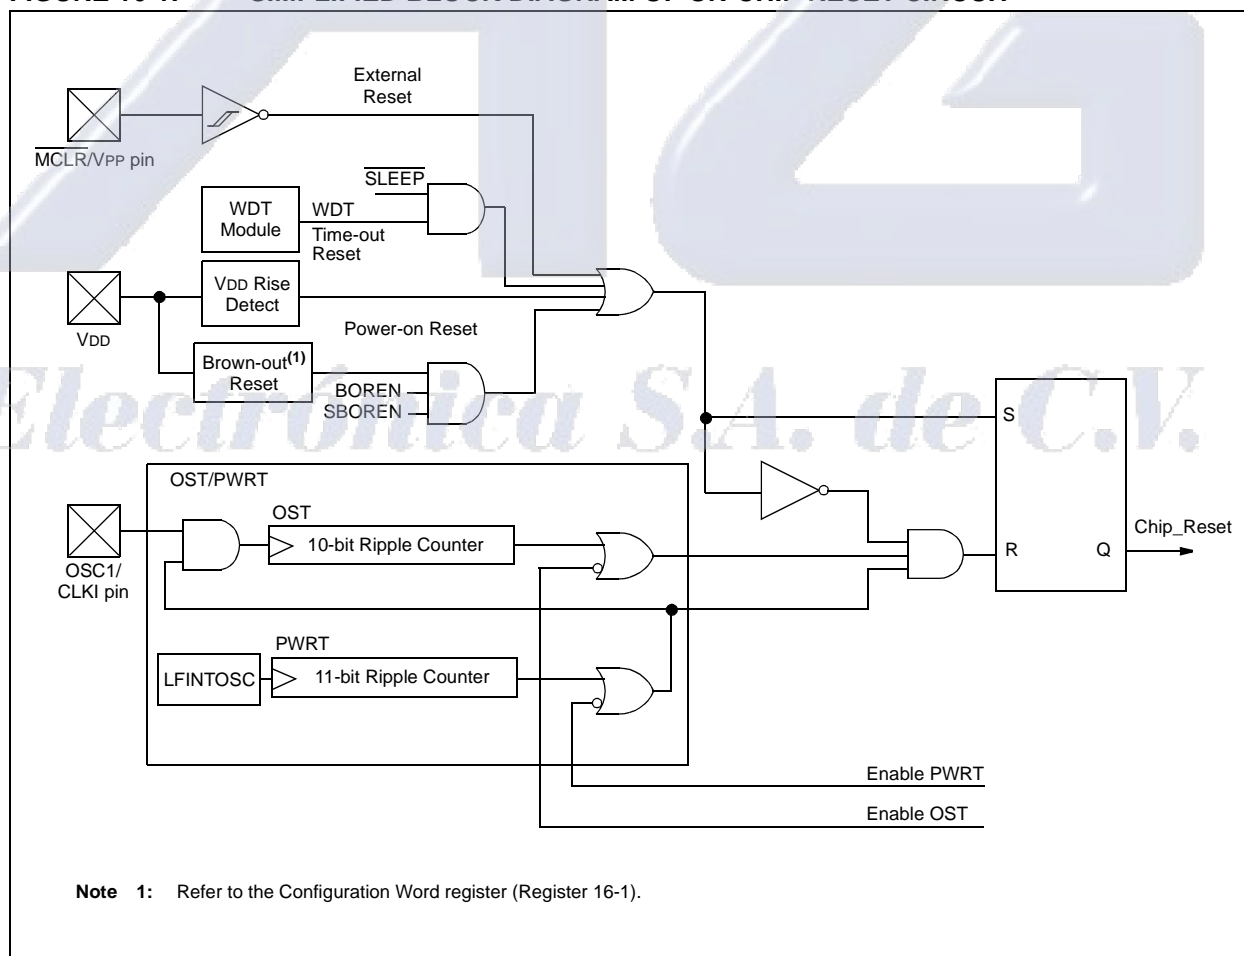 External
Reset
MCLR/VPP pin
SLEEP
WDT
Module
WDT
Time-out
Reset
VDD Rise
Detect
VDD
Power-on Reset
Brown-out(1)
Reset
BOREN
SBOREN
Electrónica S.A. de C.V.
S
OST/PWRT
OST
10-bit Ripple Counter
OSC1/
CLKI pin
Chip_Reset
R
Q
PWRT
LFINTOSC
11-bit Ripple Counter
Enable PWRT
Enable OST
Note 1: Refer to the Configuration Word register (Register 16-1).